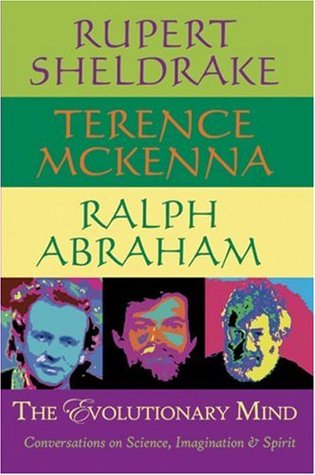 RUPERT
SHELDRAKE
TERENCE
MCKENNA
RALPH
ABRAHAM
THE EVOLUTIONARY MIND
Conversations on Science, Imagination & Spirit